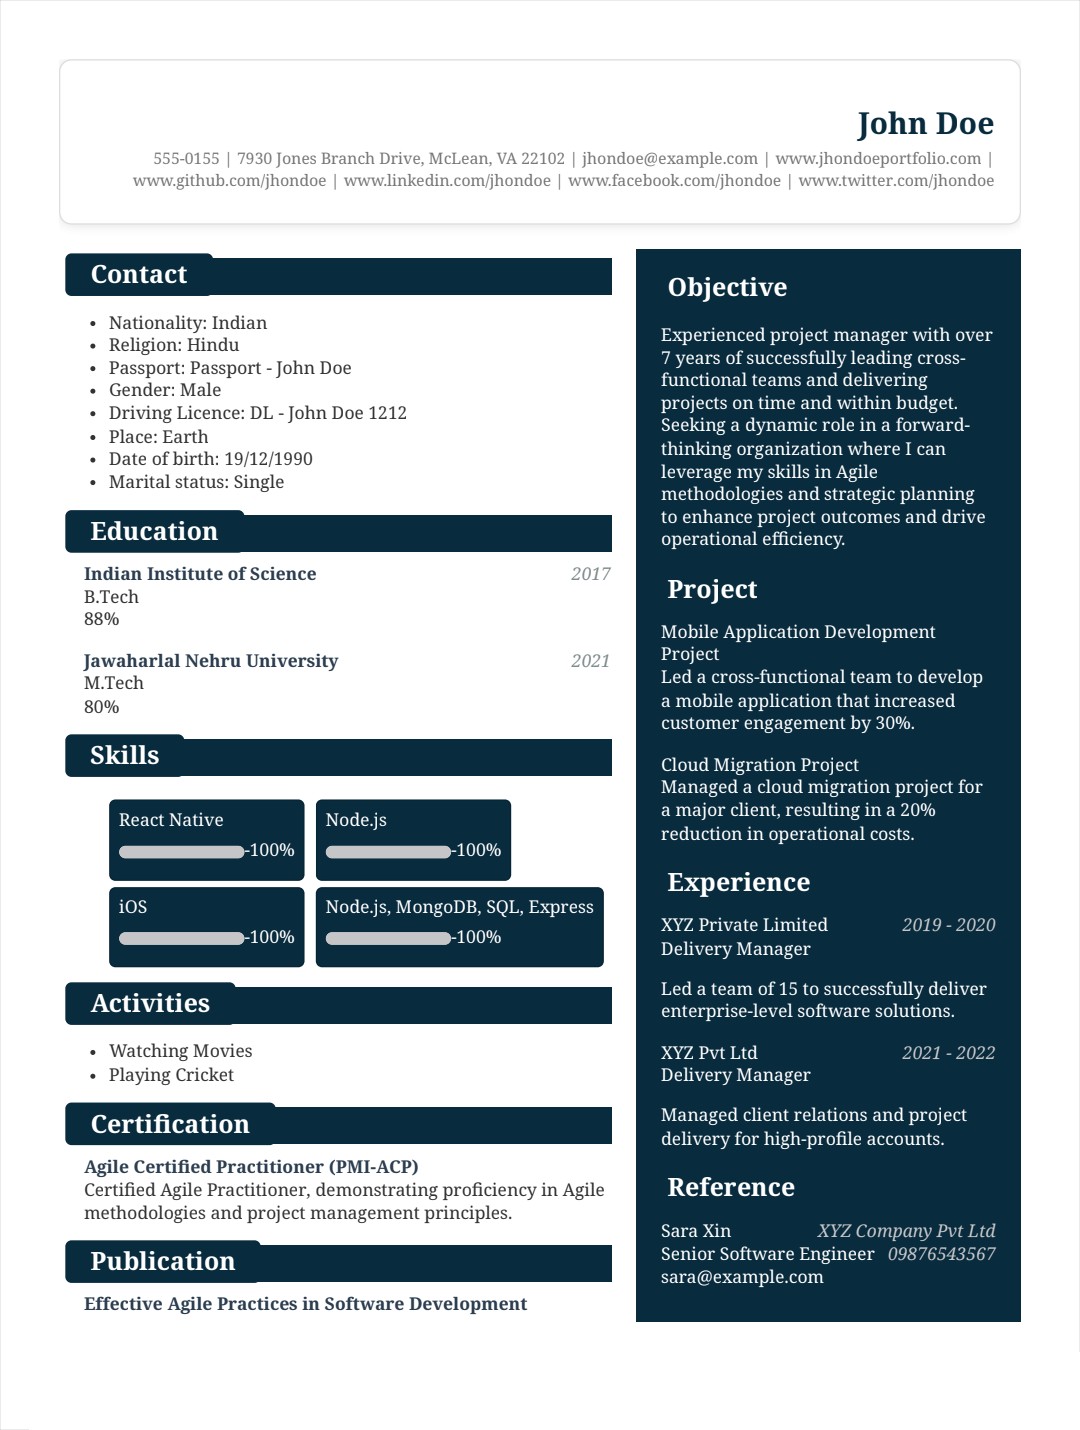 John Doe
555-0155 | 7930 Jones Branch Drive, McLean, VA 22102 | jhondoe@example.com | www.jhondoeportfolio.com |
www.github.com/jhondoe | www.linkedin.com/jhondoe | www.facebook.com/jhondoe | www.twitter.com/jhondoe
Contact
• Nationality: Indian
• Religion: Hindu
• Passport: Passport - John Doe
• Gender: Male
• Driving Licence: DL - John Doe 1212
• Place: Earth
• Date of birth: 19/12/1990
• Marital status: Single
Education
Indian Institute of Science 2017
B.Tech
88%
Jawaharlal Nehru University 2021
M.Tech
80%
Skills
React Native
-100%
Node.js
-100%
iOS
-100%
Node.js, MongoDB, SQL, Express
-100%
Activities
• Watching Movies
• Playing Cricket
Certification
Agile Certified Practitioner (PMI-ACP)
Certified Agile Practitioner, demonstrating proficiency in Agile
methodologies and project management principles.
Publication
Effective Agile Practices in Software Development
Objective
Experienced project manager with over
7 years of successfully leading cross-
functional teams and delivering
projects on time and within budget.
Seeking a dynamic role in a forward-
thinking organization where I can
leverage my skills in Agile
methodologies and strategic planning
to enhance project outcomes and drive
operational efficiency.
Project
Mobile Application Development
Project
Led a cross-functional team to develop
a mobile application that increased
customer engagement by 30%.
Cloud Migration Project
Managed a cloud migration project for
a major client, resulting in a 20%
reduction in operational costs.
Experience
XYZ Private Limited 2019 - 2020
Delivery Manager
Led a team of 15 to successfully deliver
enterprise-level software solutions.
XYZ Pvt Ltd 2021 - 2022
Delivery Manager
Managed client relations and project
delivery for high-profile accounts.
Reference
Sara Xin XYZ Company Pvt Ltd
Senior Software Engineer 09876543567
sara@example.com